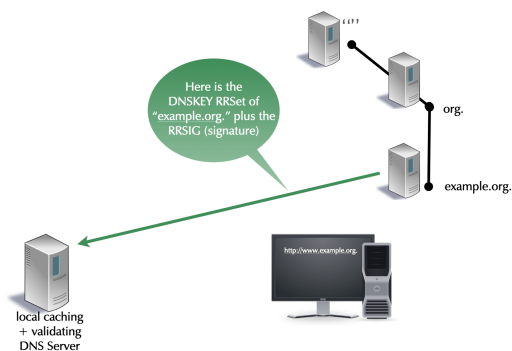 “”
Here is the
DNSKEY RRSet of
“example.org.” plus the
RRSIG (signature)
org.
example.org.
http://www.example.org.
local caching
+ validating
DNS Server